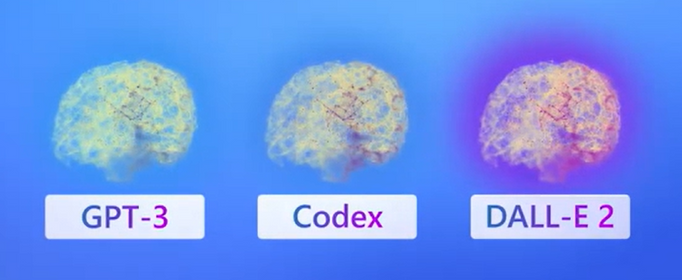 GPT-3
Codex
DALL-E 2